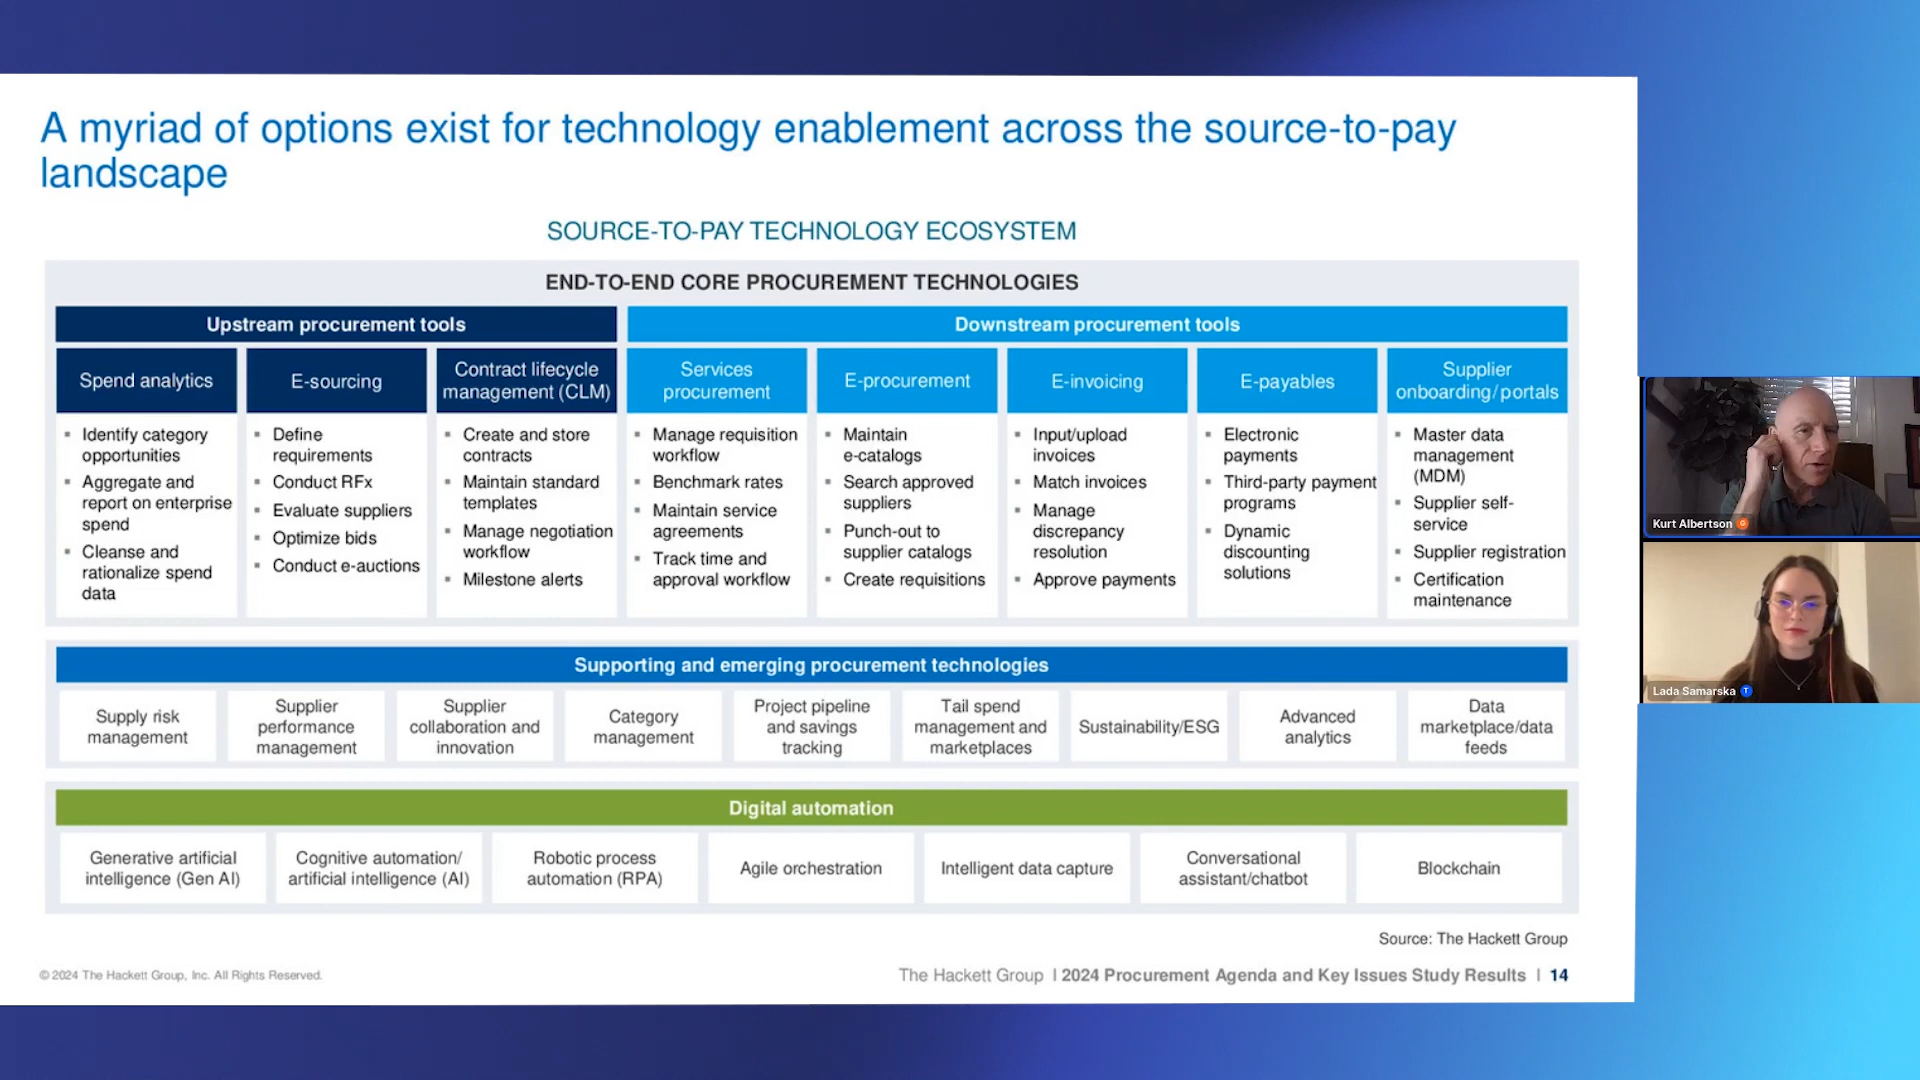 A myriad of options exist for technology enablement across the source-to-pay
landscape
SOURCE-TO-PAY TECHNOLOGY ECOSYSTEM
END-TO-END CORE PROCUREMENT TECHNOLOGIES
Upstream procurement tools
Downstream procurement tools
Spend analytics
E-sourcing
Contract lifecycle
management (CLM)
Services
procurement
E-procurement
E-invoicing
E-payables
Supplier
onboarding/portals
▪ Identify category
opportunities
▪ Aggregate and
report on enterprise
spend
▪ Cleanse and
rationalize spend
data
▪ Define
requirements
▪ Conduct RFx
▪ Evaluate suppliers
▪ Optimize bids
▪ Conduct e-auctions
▪ Create and store
contracts
▪ Maintain standard
templates
▪ Manage negotiation
workflow
▪ Milestone alerts
▪ Manage requisition
workflow
▪ Benchmark rates
▪ Maintain service
agreements
▪ Track time and
approval workflow
▪ Maintain
e-catalogs
▪ Search approved
suppliers
▪ Punch-out to
supplier catalogs
▪ Create requisitions
▪ Input/upload
invoices
▪ Match invoices
▪ Manage
discrepancy
resolution
▪ Approve payments
▪ Electronic
payments
▪ Third-party payment
programs
▪ Dynamic
discounting
solutions
▪ Master data
management
(MDM)
▪ Supplier self-
service
▪ Supplier registration
▪ Certification
maintenance
Supporting and emerging procurement technologies
Supply risk
management
Supplier
performance
management
Supplier
collaboration and
innovation
Category
management
Project pipeline
and savings
tracking
Tail spend
management and
marketplaces
Sustainability/ESG
Advanced
analytics
Data
marketplace/data
feeds
Digital automation
Generative artificial
intelligence (Gen AI)
Cognitive automation/
artificial intelligence (AI)
Robotic process
automation (RPA)
Agile orchestration
Intelligent data capture
Conversational
assistant/chatbot
Blockchain
Source: The Hackett Group
© 2024 The Hackett Group, Inc. All Rights Reserved.
The Hackett Group | 2024 Procurement Agenda and Key Issues Study Results | 14
Kurt Albertson G
Lada Samarska T